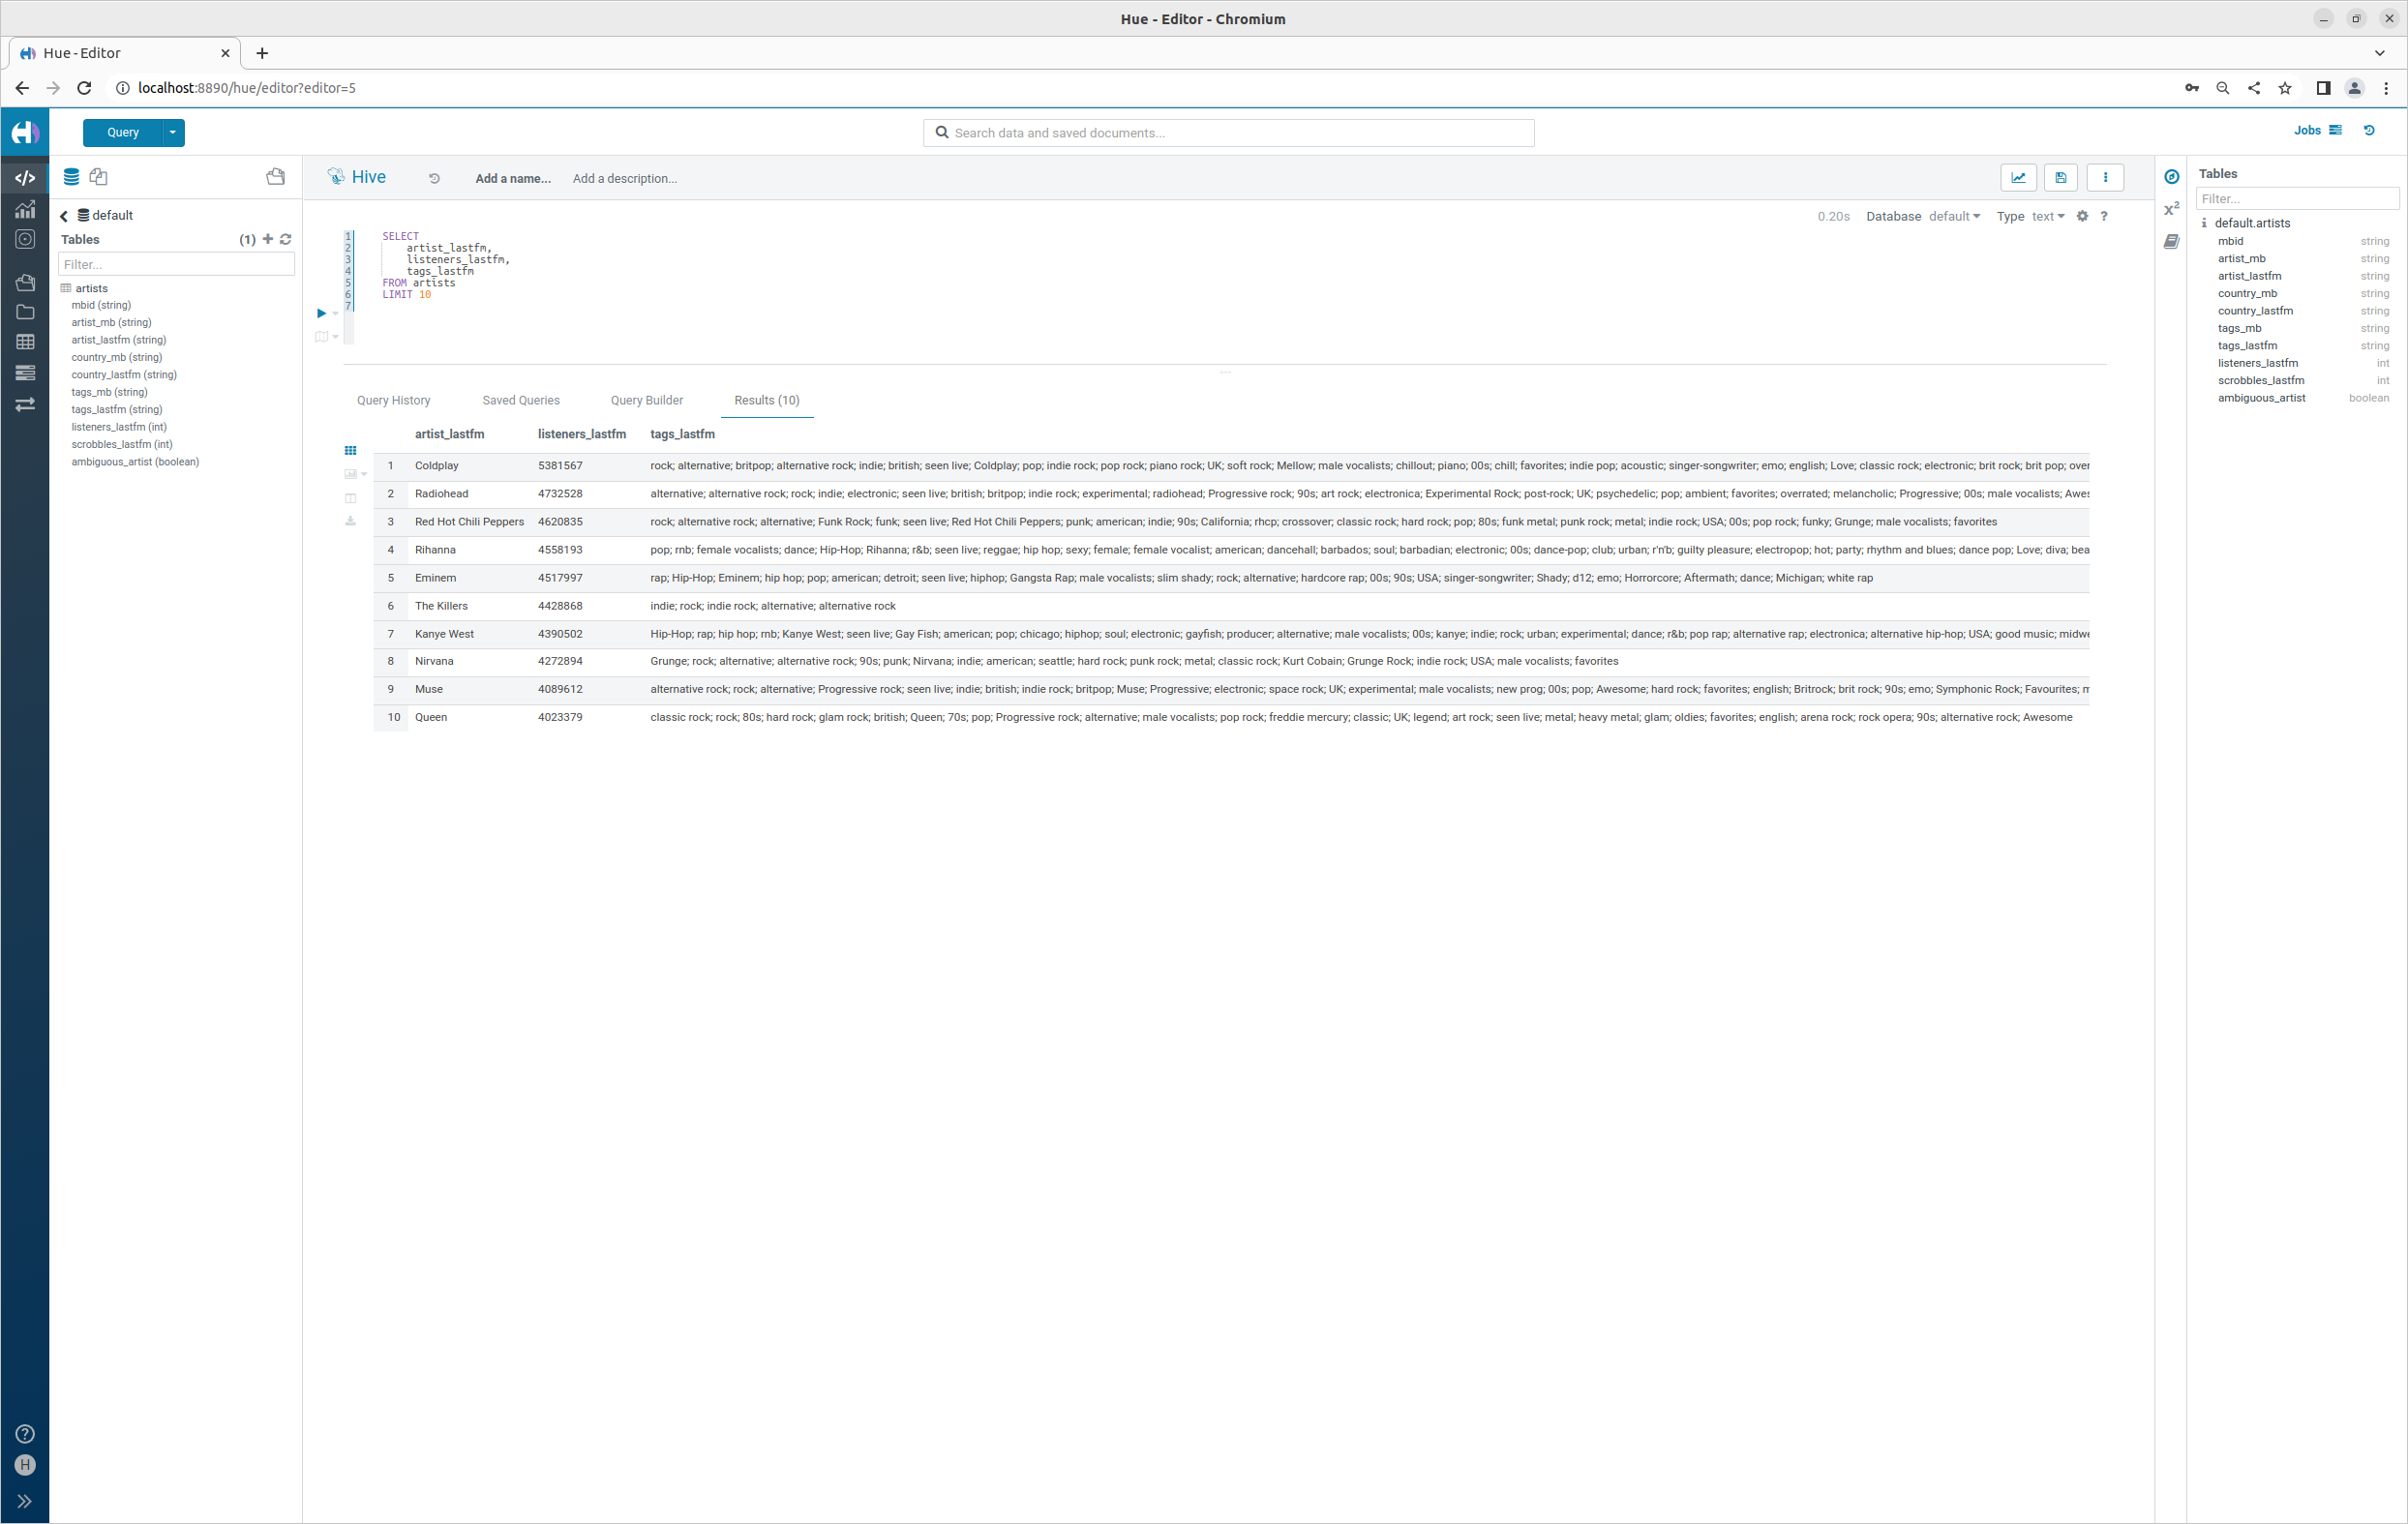 Hue - Editor - Chromium
Hue - Editor
localhost:8890/hue/editor?editor=5
Query
Search data and saved documents...
Jobs
default
Tables (1)
Filter...
artists
mbid (string)
artist_mb (string)
artist_lastfm (string)
country_mb (string)
country_lastfm (string)
tags_mb (string)
tags_lastfm (string)
listeners_lastfm (int)
scrobbles_lastfm (int)
ambiguous_artist (boolean)
H
Hive
Add a name... Add a description...
0.20s Database default Type text ?
1 SELECT
2 artist_lastfm,
3 listeners_lastfm,
4 tags_lastfm
5 FROM artists
6 LIMIT 10
7
Query History Saved Queries Query Builder Results (10)
artist_lastfm listeners_lastfm tags_lastfm
1 Coldplay 5381567 rock; alternative; britpop; alternative rock; indie; british; seen live; Coldplay; pop; indie rock; pop rock; piano rock; UK; soft rock; Mellow; male vocalists; chillout; piano; 00s; chill; favorites; indie pop; acoustic; singer-songwriter; emo; english; Love; classic rock; electronic; brit rock; brit pop; over
2 Radiohead 4732528 alternative; alternative rock; rock; indie; electronic; seen live; british; britpop; indie rock; experimental; radiohead; Progressive rock; 90s; art rock; electronica; Experimental Rock; post-rock; UK; psychedelic; pop; ambient; favorites; overrated; melancholic; Progressive; 00s; male vocalists; Awes
3 Red Hot Chili Peppers 4620835 rock; alternative rock; alternative; Funk Rock; funk; seen live; Red Hot Chili Peppers; punk; american; indie; 90s; California; rhcp; crossover; classic rock; hard rock; pop; 80s; funk metal; punk rock; metal; indie rock; USA; 00s; pop rock; funky; Grunge; male vocalists; favorites
4 Rihanna 4558193 pop; rnb; female vocalists; dance; Hip-Hop; Rihanna; r&b; seen live; reggae; hip hop; sexy; female; female vocalist; american; dancehall; barbados; soul; barbadian; electronic; 00s; dance-pop; club; urban; r'n'b; guilty pleasure; electropop; hot; party; rhythm and blues; dance pop; Love; diva; bea
5 Eminem 4517997 rap; Hip-Hop; Eminem; hip hop; pop; american; detroit; seen live; hiphop; Gangsta Rap; male vocalists; slim shady; rock; alternative; hardcore rap; 00s; 90s; USA; singer-songwriter; Shady; d12; emo; Horrorcore; Aftermath; dance; Michigan; white rap
6 The Killers 4428868 indie; rock; indie rock; alternative; alternative rock
7 Kanye West 4390502 Hip-Hop; rap; hip hop; rnb; Kanye West; seen live; Gay Fish; american; pop; chicago; hiphop; soul; electronic; gayfish; producer; alternative; male vocalists; 00s; kanye; indie; rock; urban; experimental; dance; r&b; pop rap; alternative rap; electronica; alternative hip-hop; USA; good music; midwe
8 Nirvana 4272894 Grunge; rock; alternative; alternative rock; 90s; punk; Nirvana; indie; american; seattle; hard rock; punk rock; metal; classic rock; Kurt Cobain; Grunge Rock; indie rock; USA; male vocalists; favorites
9 Muse 4089612 alternative rock; rock; alternative; Progressive rock; seen live; indie; british; indie rock; britpop; Muse; Progressive; electronic; space rock; UK; experimental; male vocalists; new prog; 00s; pop; Awesome; hard rock; favorites; english; Britrock; brit rock; 90s; emo; Symphonic Rock; Favourites; m
10 Queen 4023379 classic rock; rock; 80s; hard rock; glam rock; british; Queen; 70s; pop; Progressive rock; alternative; male vocalists; pop rock; freddie mercury; classic; UK; legend; art rock; seen live; metal; heavy metal; glam; oldies; favorites; english; arena rock; rock opera; 90s; alternative rock; Awesome
x²
Tables
Filter...
default.artists
mbid string
artist_mb string
artist_lastfm string
country_mb string
country_lastfm string
tags_mb string
tags_lastfm string
listeners_lastfm int
scrobbles_lastfm int
ambiguous_artist boolean